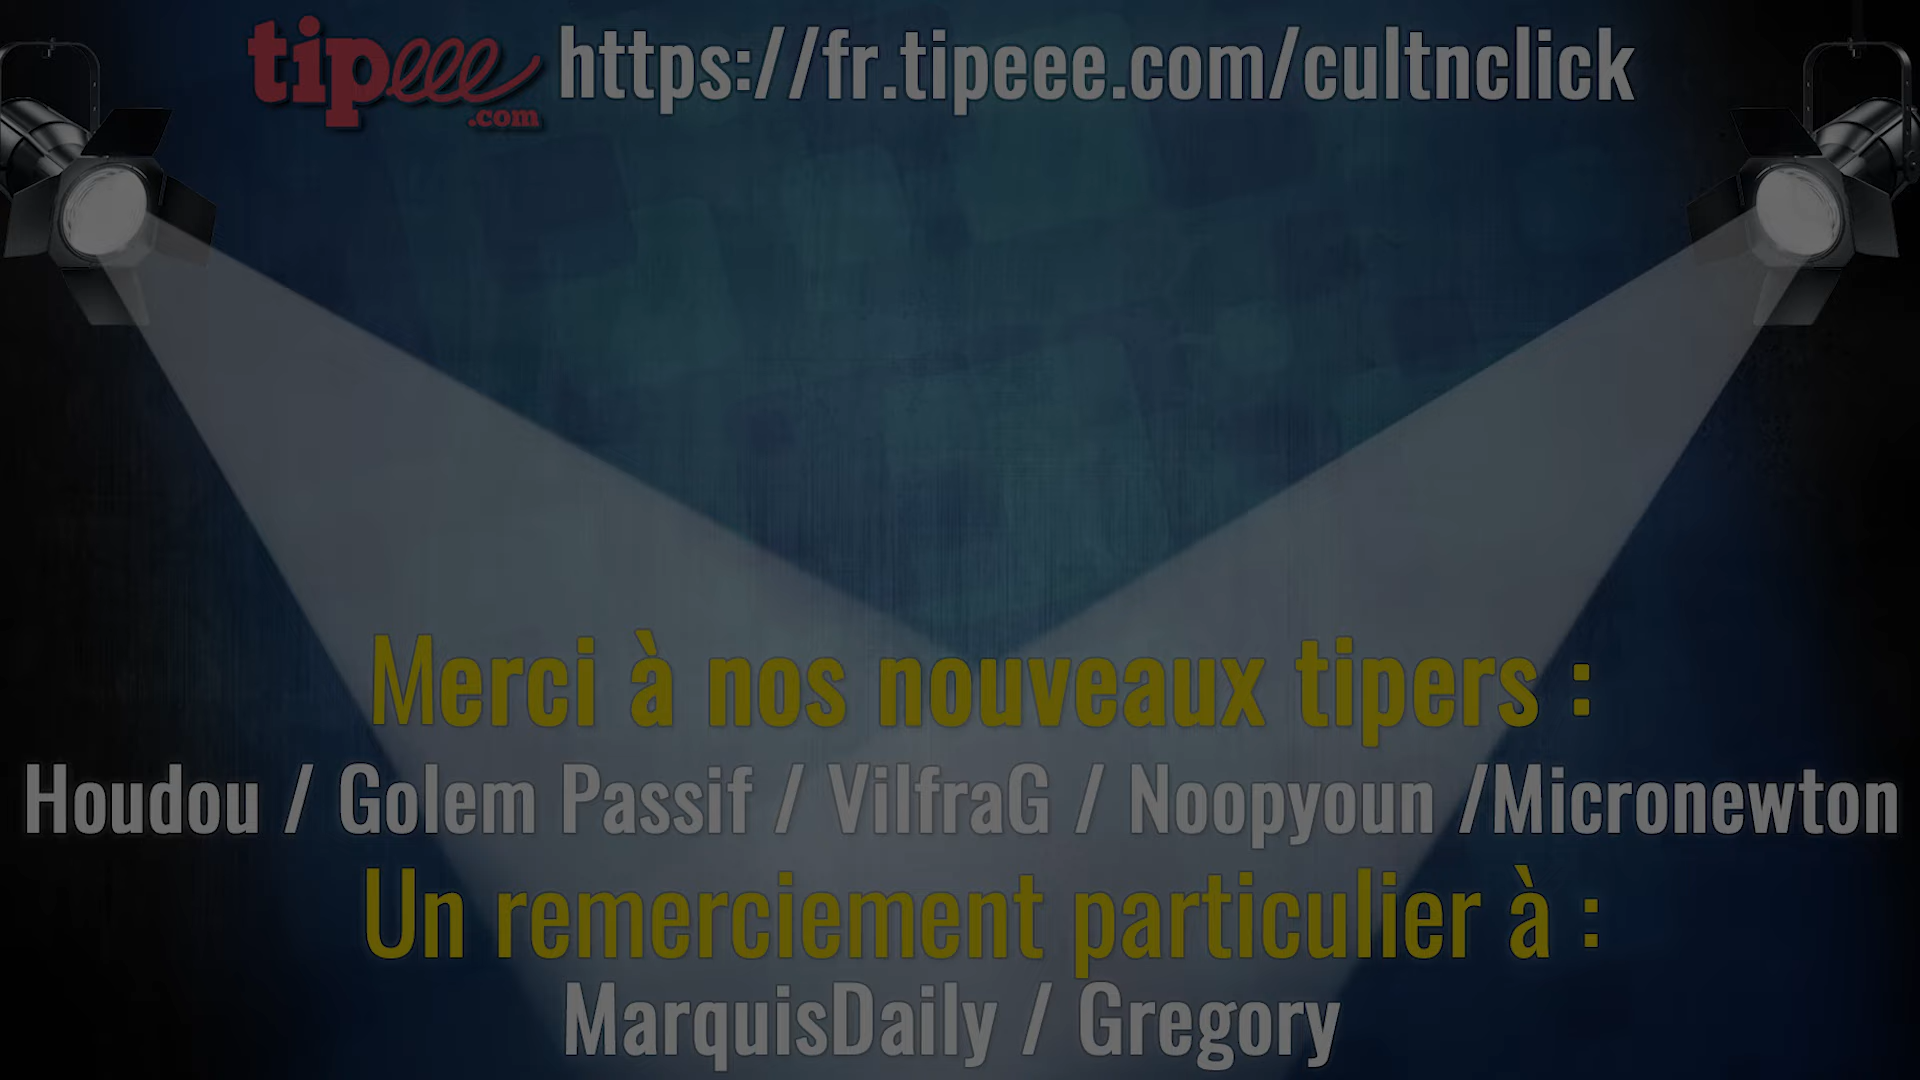 tipeee.com https://fr.tipeee.com/cultnclick
Merci à nos nouveaux tipers :
Houdou / Golem Passif / VilfraG / Noopyoun /Micronewton
Un remerciement particulier à :
MarquisDaily / Gregory